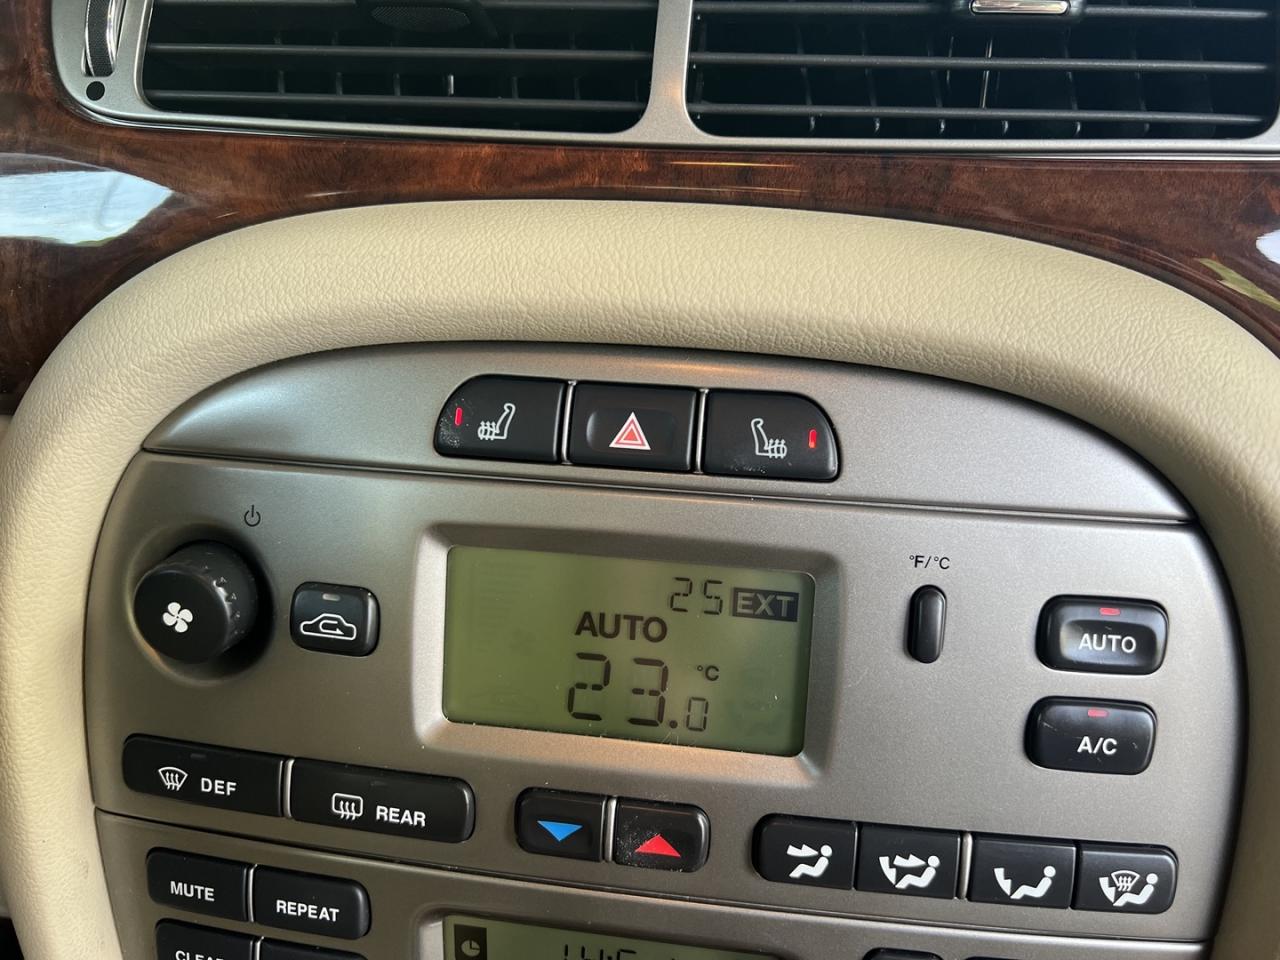 °F/°C
25 EXT
AUTO
23.0 °C
AUTO
A/C
DEF
REAR
MUTE
REPEAT